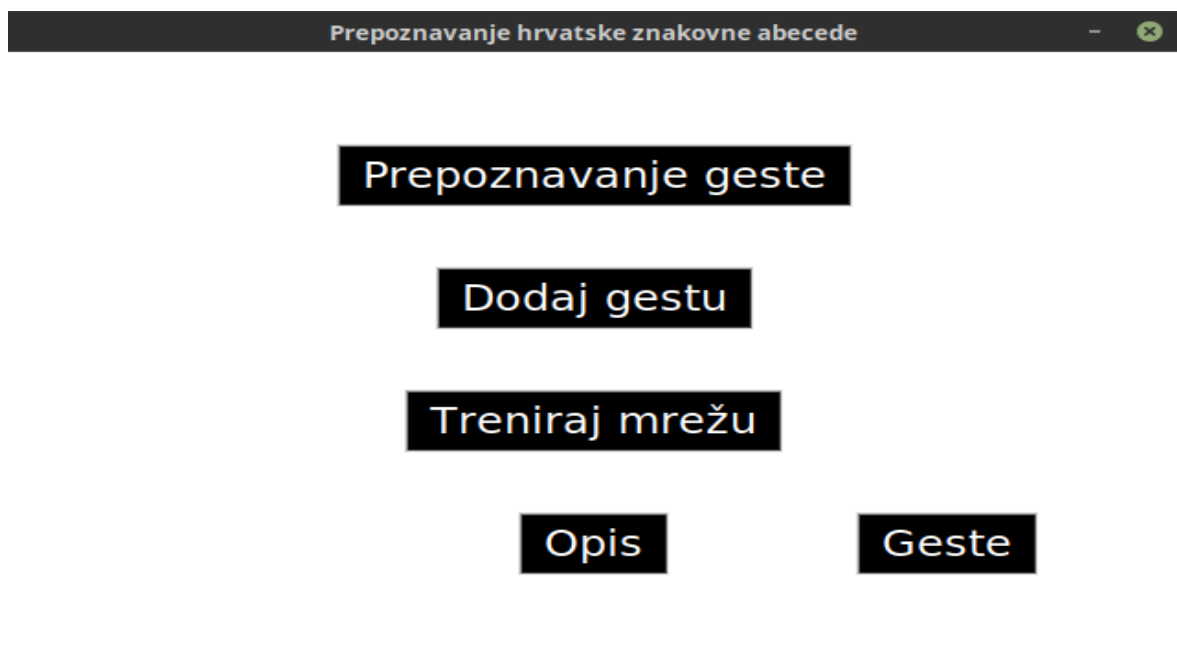 Prepoznavanje hrvatske znakovne abecede
Prepoznavanje geste
Dodaj gestu
Treniraj mrežu
Opis
Geste